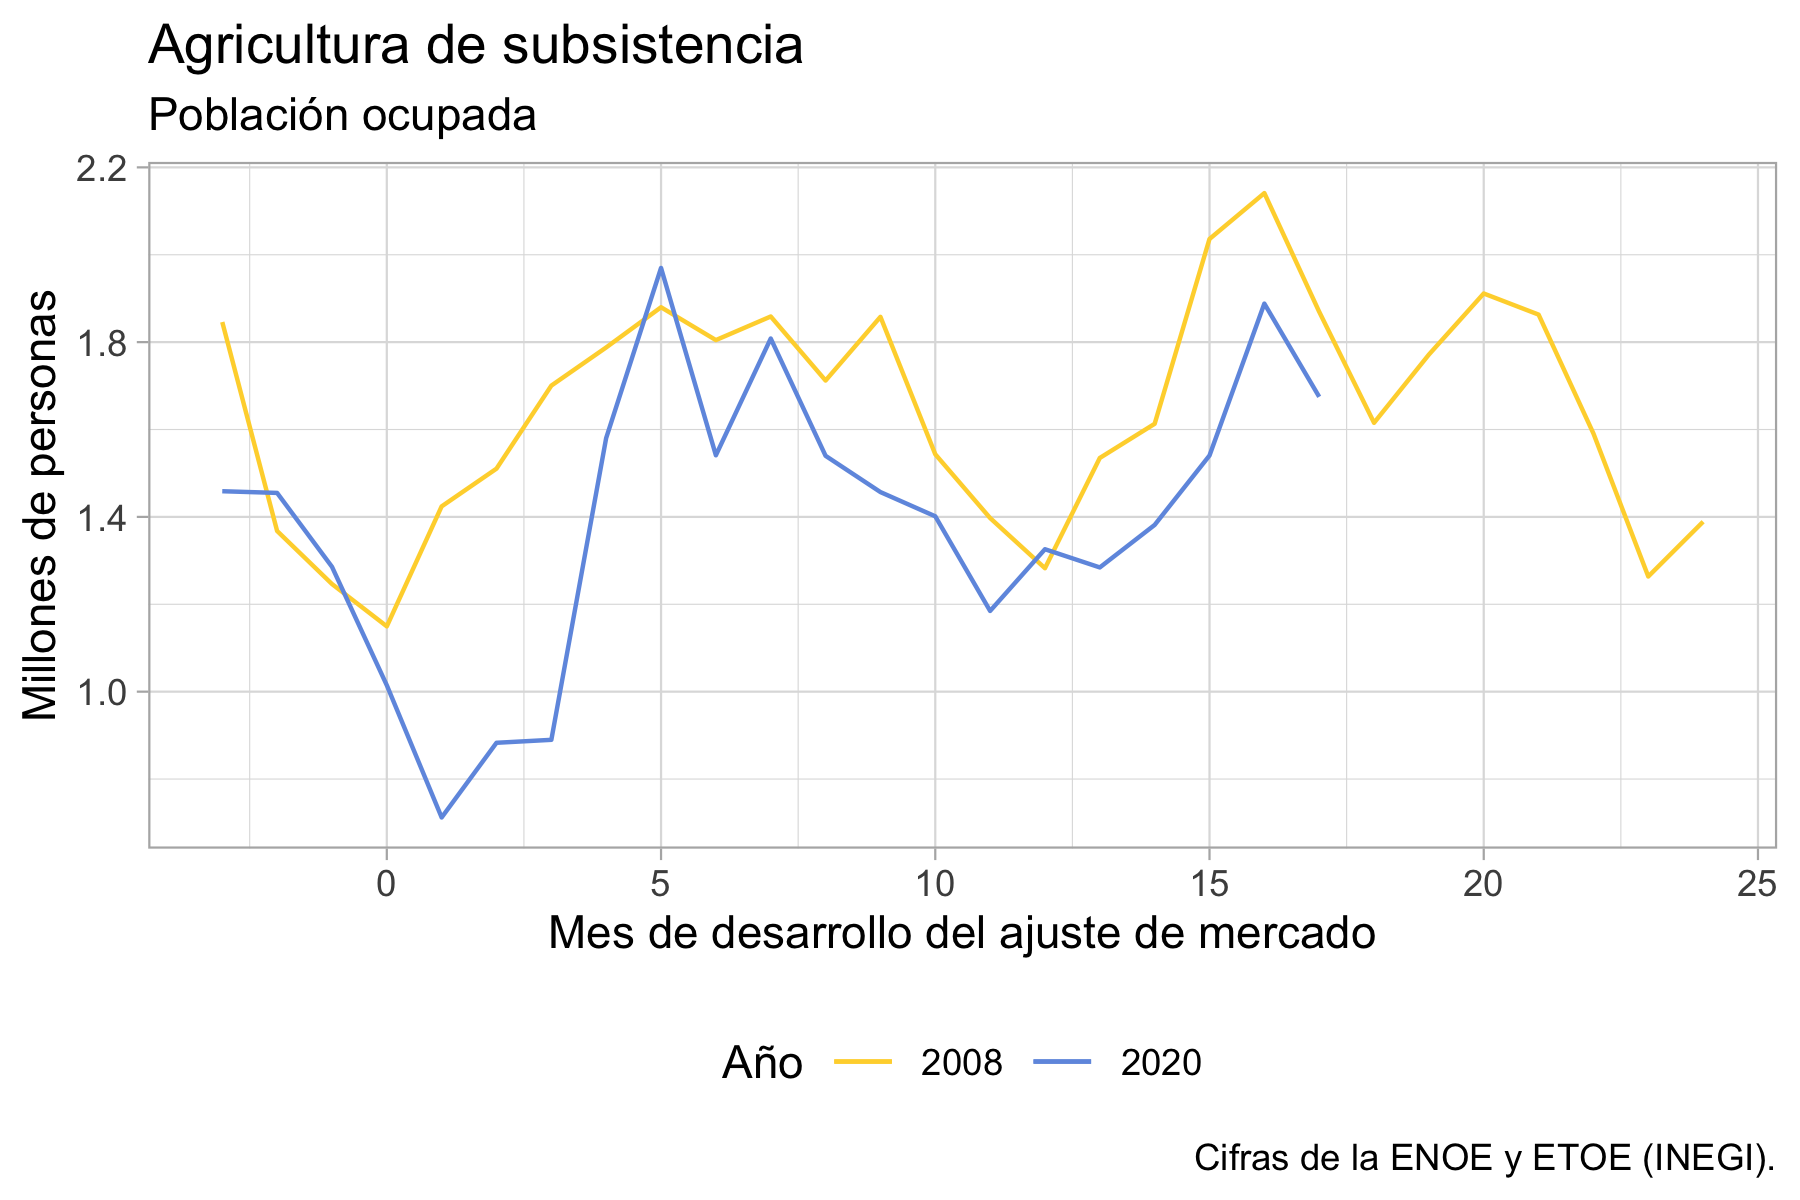 Agricultura de subsistencia
Población ocupada
Millones de personas
2.2
1.8
1.4
1.0
0 5 10 15 20 25
Mes de desarrollo del ajuste de mercado
Año 2008 2020
Cifras de la ENOE y ETOE (INEGI).